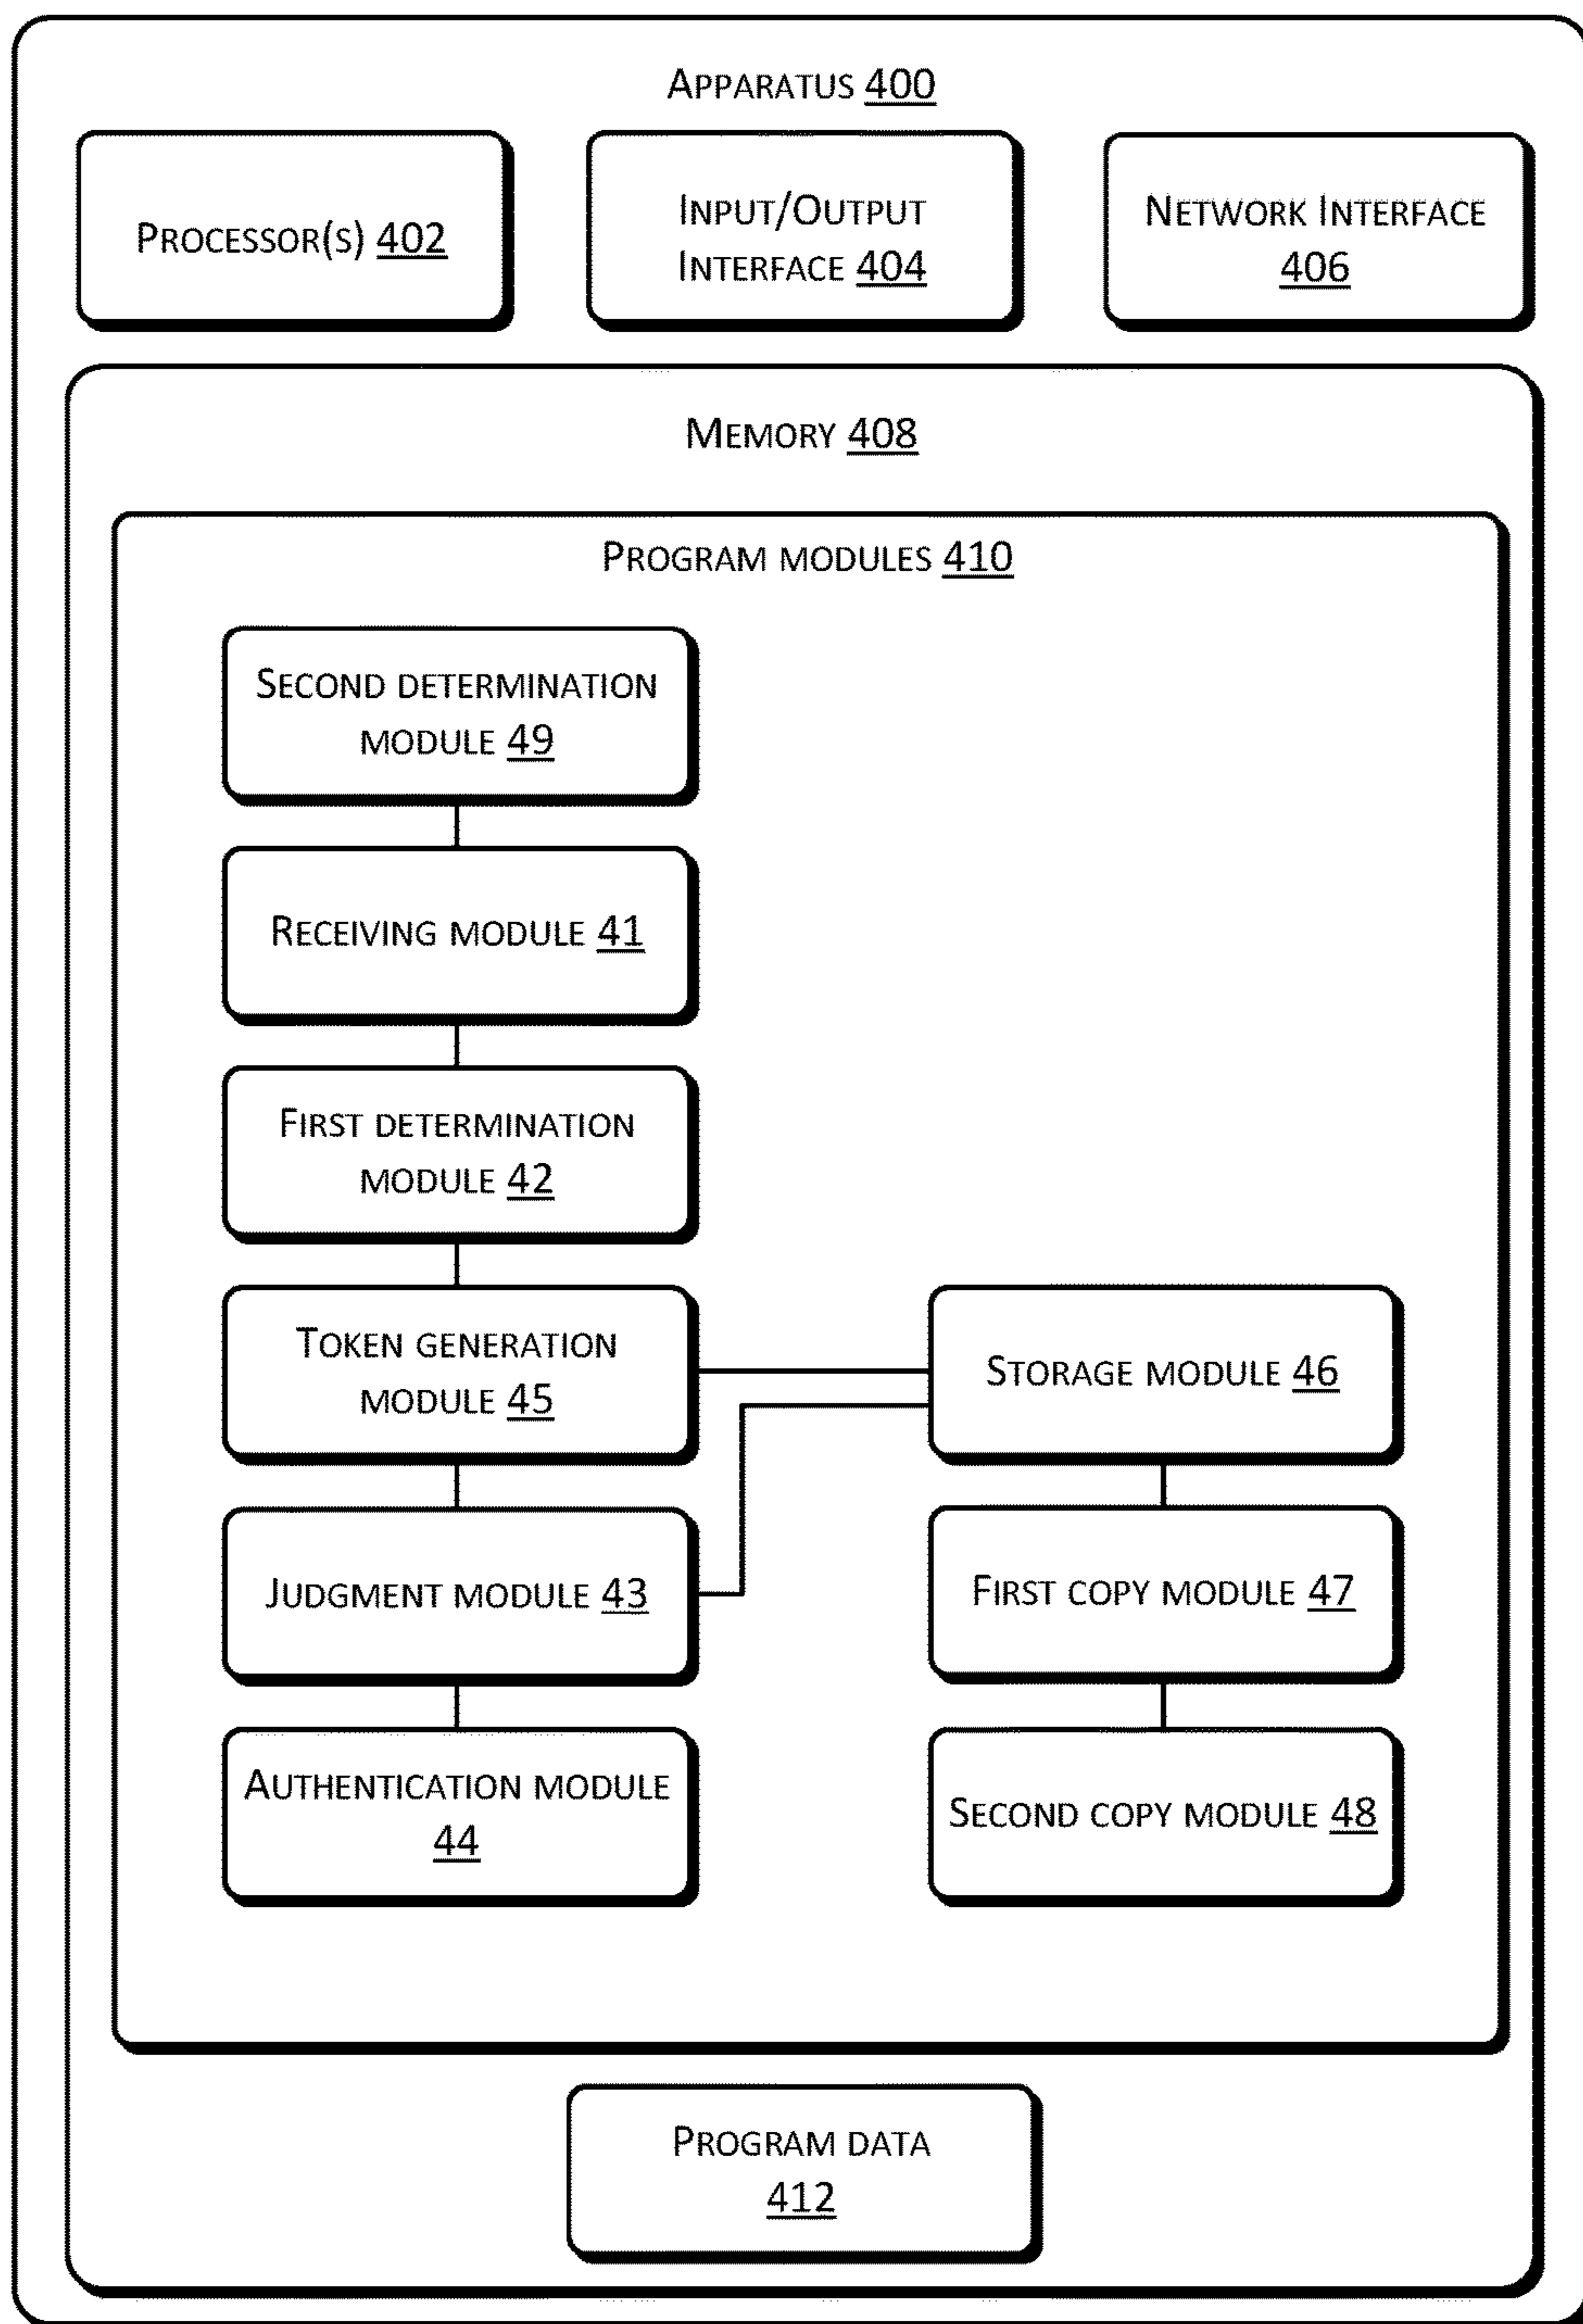 APPARATUS 400
PROCESSOR(S) 402
INPUT/OUTPUT
INTERFACE 404
NETWORK INTERFACE
406
MEMORY 408
PROGRAM MODULES 410
SECOND DETERMINATION
MODULE 49
RECEIVING MODULE 41
FIRST DETERMINATION
MODULE 42
TOKEN GENERATION
MODULE 45
STORAGE MODULE 46
JUDGMENT MODULE 43
FIRST COPY MODULE 47
AUTHENTICATION MODULE
44
SECOND COPY MODULE 48
PROGRAM DATA
412